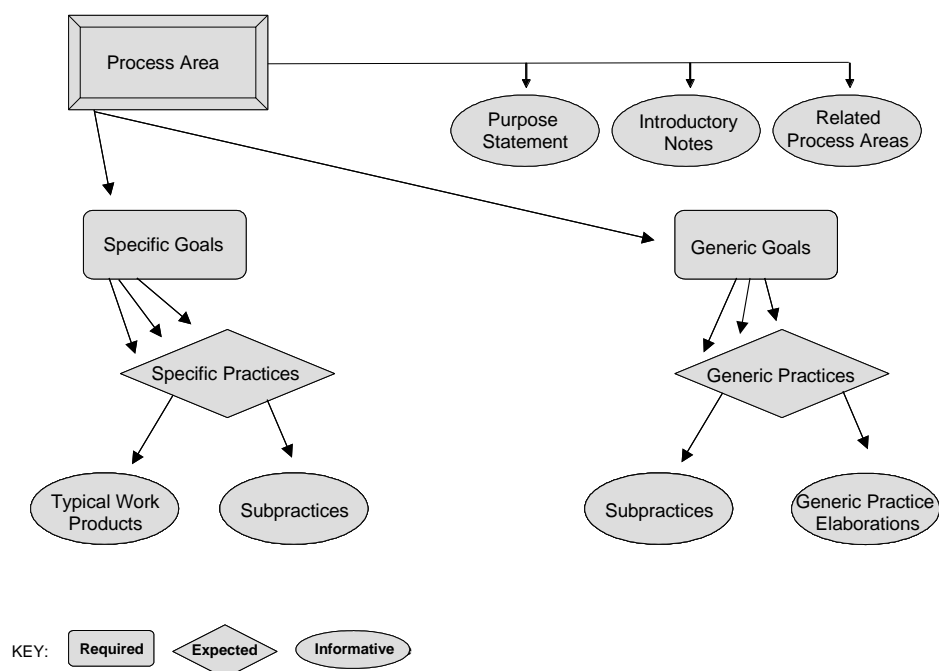 Process Area
Purpose
Statement
Introductory
Notes
Related
Process Areas
Specific Goals
Generic Goals
Specific Practices
Generic Practices
Typical Work
Products
Subpractices
Subpractices
Generic Practice
Elaborations
KEY:
Required
Expected
Informative